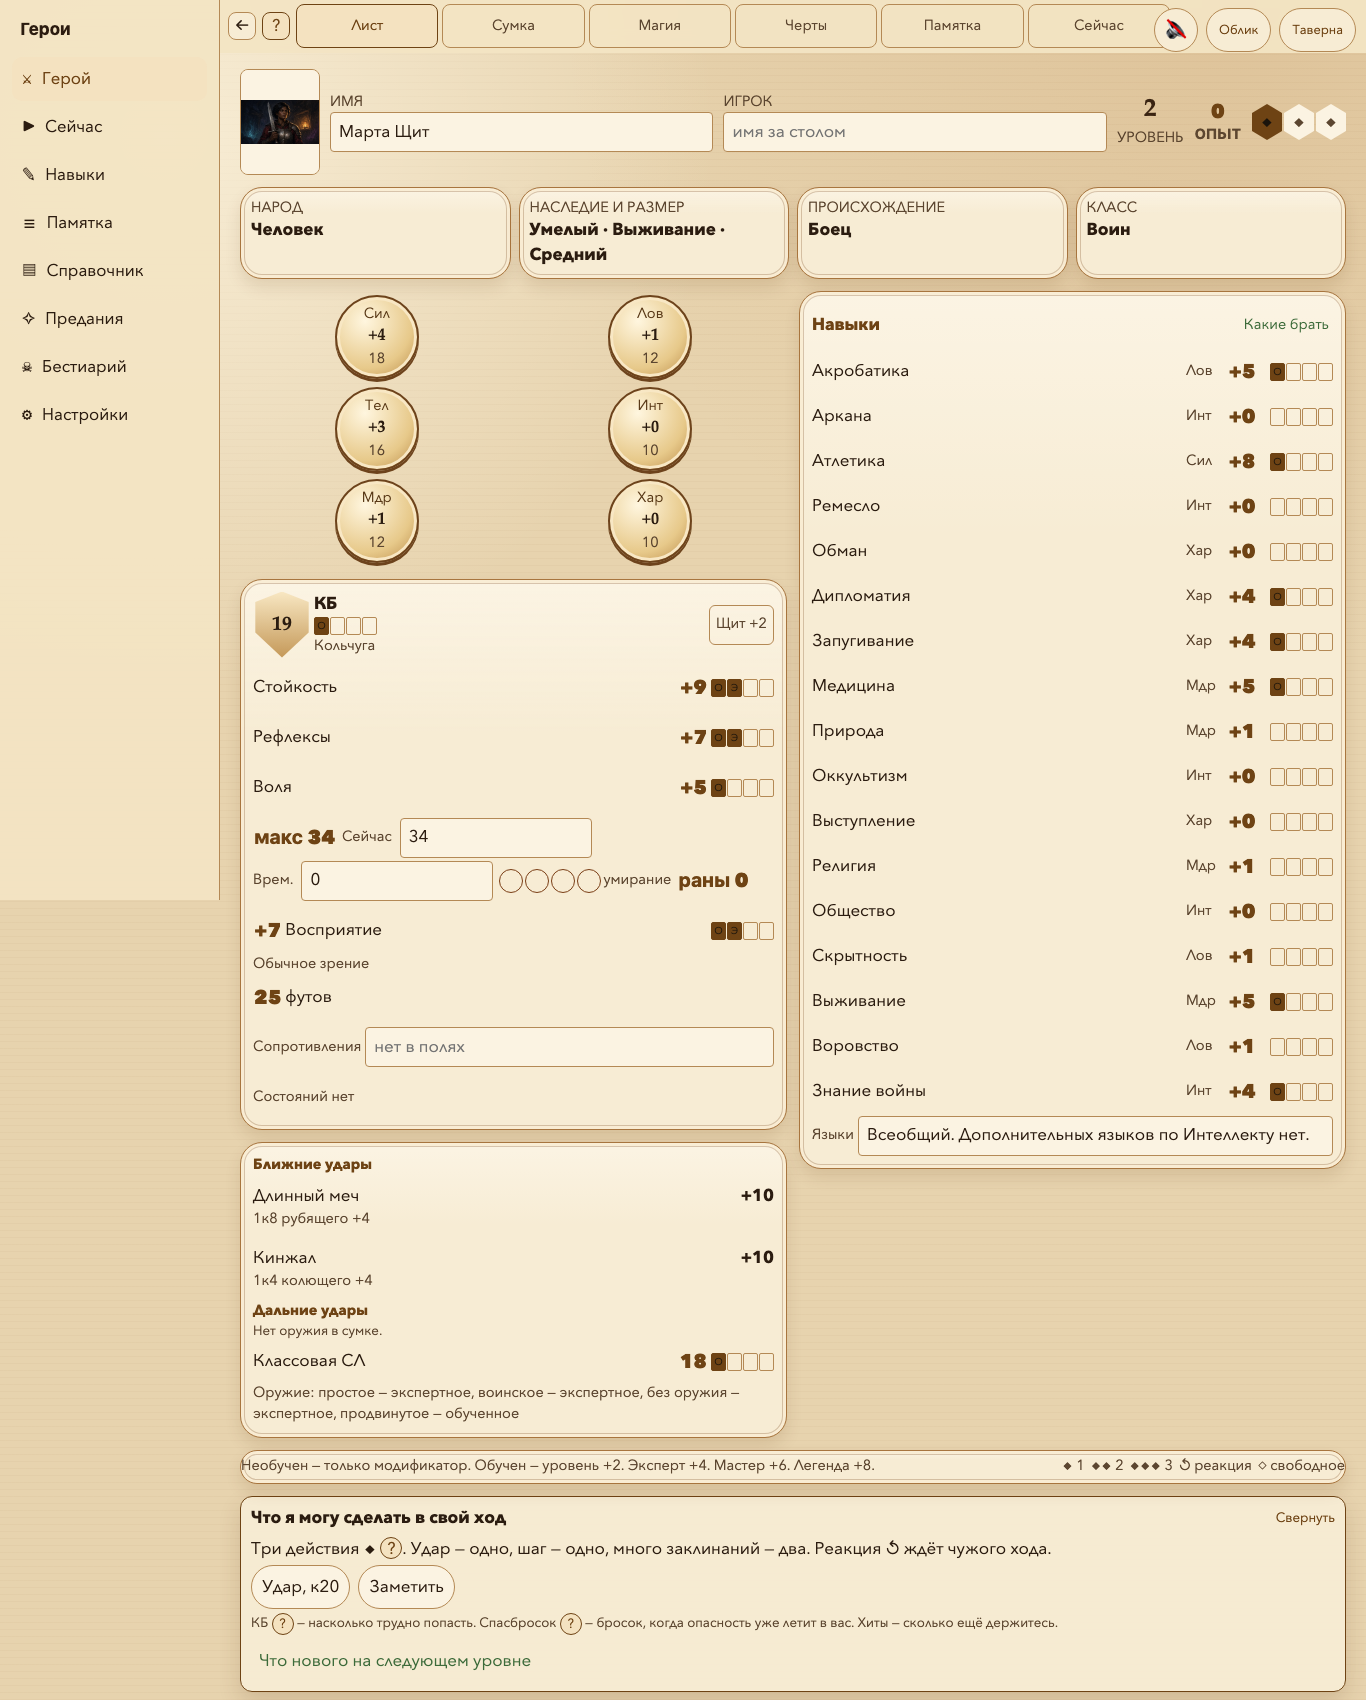 Герои
Герой
Сейчас
Навыки
Памятка
Справочник
Предания
Бестиарий
Настройки
? Лист Сумка Магия Черты Памятка Сейчас Облик Таверна
ИМЯ
Марта Щит
ИГРОК
имя за столом
2
УРОВЕНЬ
0
ОПЫТ
НАРОД
Человек
НАСЛЕДИЕ И РАЗМЕР
Умелый · Выживание ·
Средний
ПРОИСХОЖДЕНИЕ
Боец
КЛАСС
Воин
Сил
+4
18
Лов
+1
12
Тел
+3
16
Инт
+0
10
Мдр
+1
12
Хар
+0
10
19
КБ
О
Кольчуга
Щит +2
Стойкость +9 О Э
Рефлексы +7 О Э
Воля +5 О
макс 34 Сейчас 34
Врем. 0 умирание раны 0
+7 Восприятие О Э
Обычное зрение
25 футов
Сопротивления нет в полях
Состояний нет
Ближние удары
Длинный меч +10
1к8 рубящего +4
Кинжал +10
1к4 колющего +4
Дальние удары
Нет оружия в сумке.
Классовая СЛ 18 О
Оружие: простое — экспертное, воинское — экспертное, без оружия —
экспертное, продвинутое — обученное
Навыки Какие брать
Акробатика Лов +5 О
Аркана Инт +0
Атлетика Сил +8 О
Ремесло Инт +0
Обман Хар +0
Дипломатия Хар +4 О
Запугивание Хар +4 О
Медицина Мдр +5 О
Природа Мдр +1
Оккультизм Инт +0
Выступление Хар +0
Религия Мдр +1
Общество Инт +0
Скрытность Лов +1
Выживание Мдр +5 О
Воровство Лов +1
Знание войны Инт +4 О
Языки Всеобщий. Дополнительных языков по Интеллекту нет.
Необучен — только модификатор. Обучен — уровень +2. Эксперт +4. Мастер +6. Легенда +8. ◆ 1 ◆◆ 2 ◆◆◆ 3 ↺ реакция ◇ свободное
Что я могу сделать в свой ход Свернуть
Три действия ◆ ?. Удар — одно, шаг — одно, много заклинаний — два. Реакция ↺ ждёт чужого хода.
Удар, к20 Заметить
КБ ? — насколько трудно попасть. Спасбросок ? — бросок, когда опасность уже летит в вас. Хиты — сколько ещё держитесь.
Что нового на следующем уровне